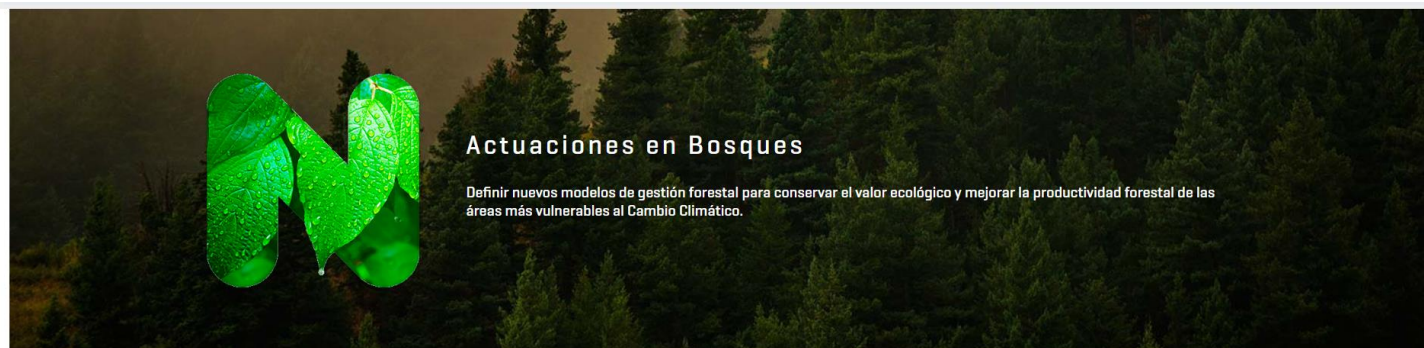 N
Actuaciones en Bosques
Definir nuevos modelos de gestión forestal para conservar el valor ecológico y mejorar la productividad forestal de las
áreas más vulnerables al Cambio Climático.